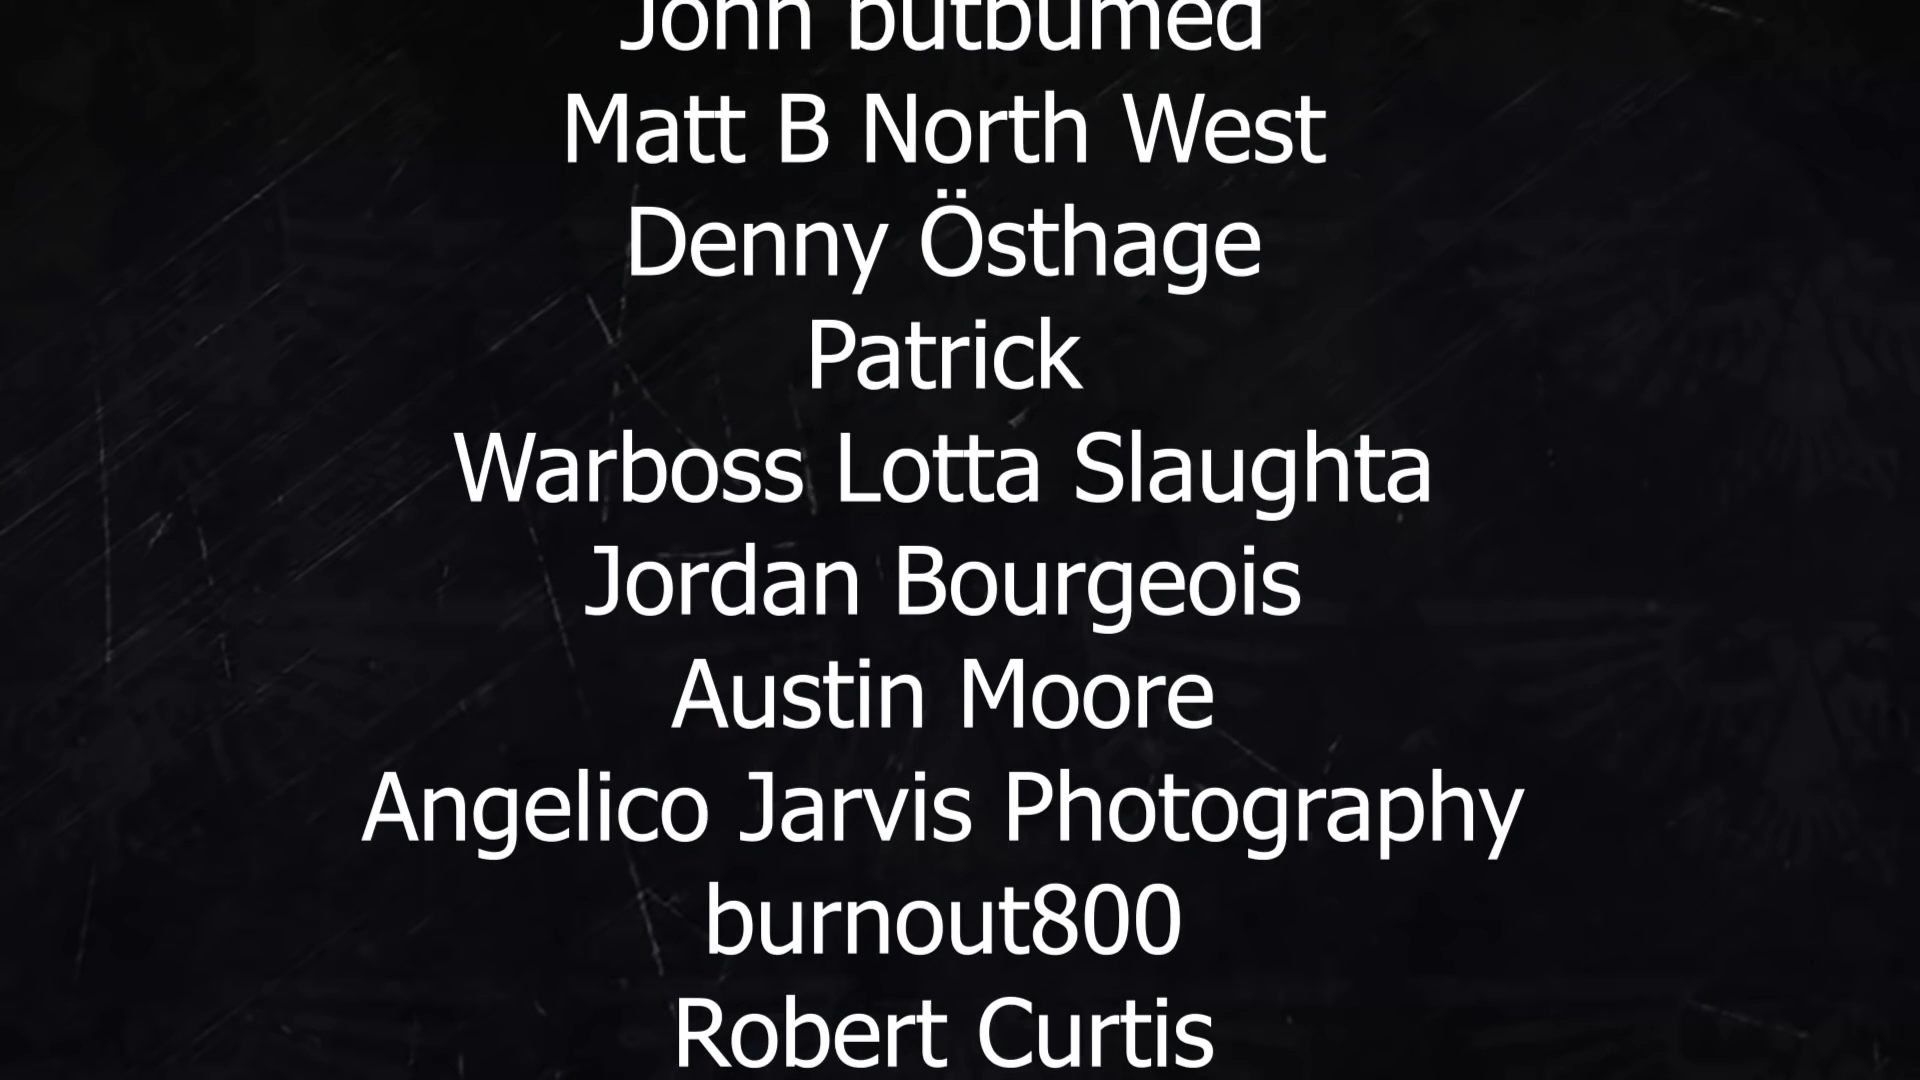 John butbumed
Matt B North West
Denny Östhage
Patrick
Warboss Lotta Slaughta
Jordan Bourgeois
Austin Moore
Angelico Jarvis Photography
burnout800
Robert Curtis